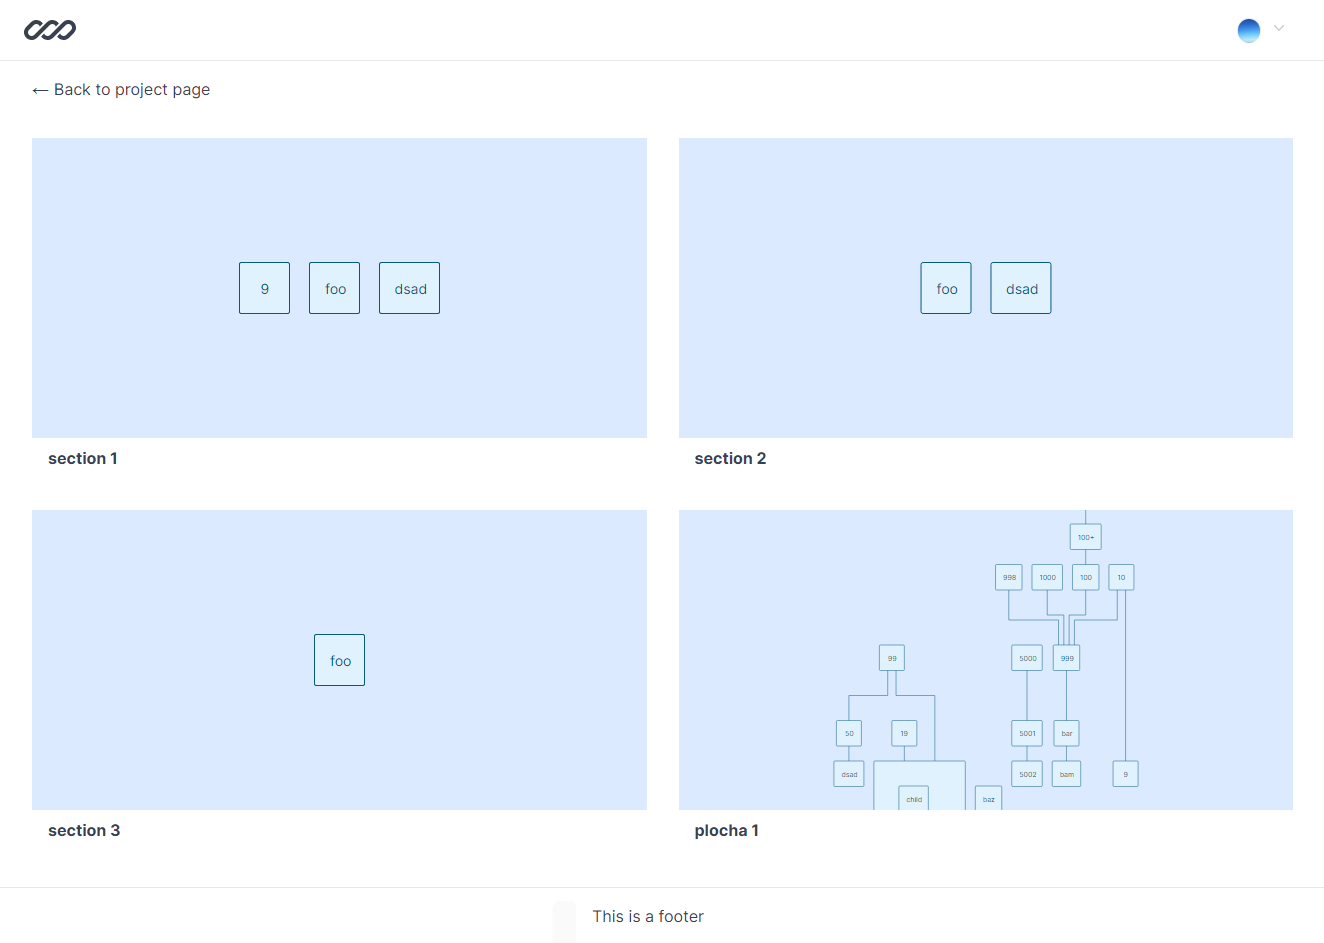 ← Back to project page
9 foo dsad
section 1
foo dsad
section 2
foo
section 3
100+
998 1000 100 10
99 5000 999
50 19 5001 bar
dsad 5002 bam 9
child baz
plocha 1
This is a footer